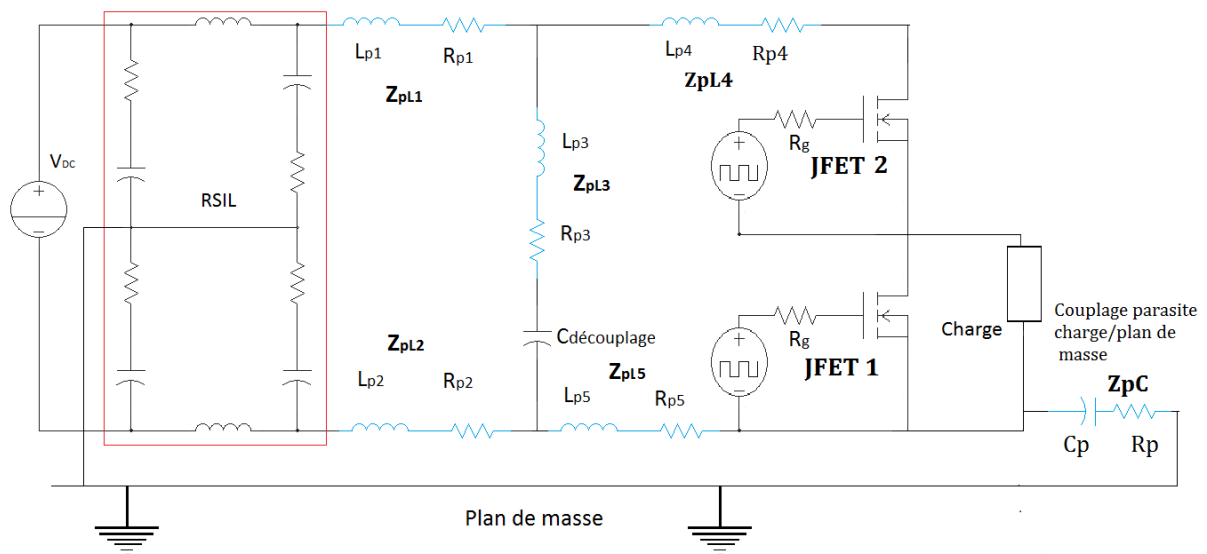 Lp1
Rp1
ZpL1
Lp4
Rp4
ZpL4
VDC
+
−
RSIL
Lp3
ZpL3
Rp3
+
−
Rg
JFET 2
Cdécouplage
ZpL2
Lp2
Rp2
ZpL5
Lp5
Rp5
+
−
Rg
JFET 1
Charge
Couplage parasite
charge/plan de
masse
ZpC
Cp
Rp
Plan de masse